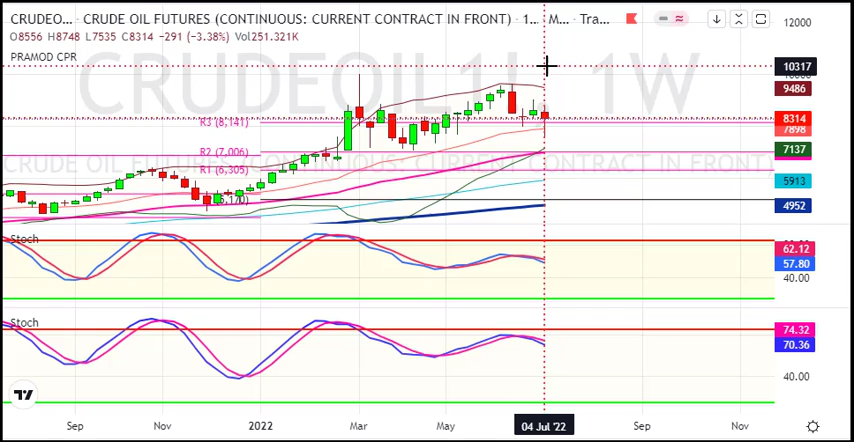 CRUDEO... · CRUDE OIL FUTURES (CONTINUOUS: CURRENT CONTRACT IN FRONT) · 1... · M... · Tra...
O8556 H8748 L7535 C8314 -291 (-3.38%) Vol251.321K
PRAMOD CPR
CRUDEOIL1!, 1W
CRUDE OIL FUTURES (CONTINUOUS: CURRENT CONTRACT IN FRONT)
12000
10317
9486
8314
7898
7137
5913
4952
R3 (8,141)
R2 (7,006)
R1 (6,305)
Stoch
62.12
57.80
40.00
Stoch
74.32
70.36
40.00
Sep
Nov
2022
Mar
May
04 Jul '22
Sep
Nov